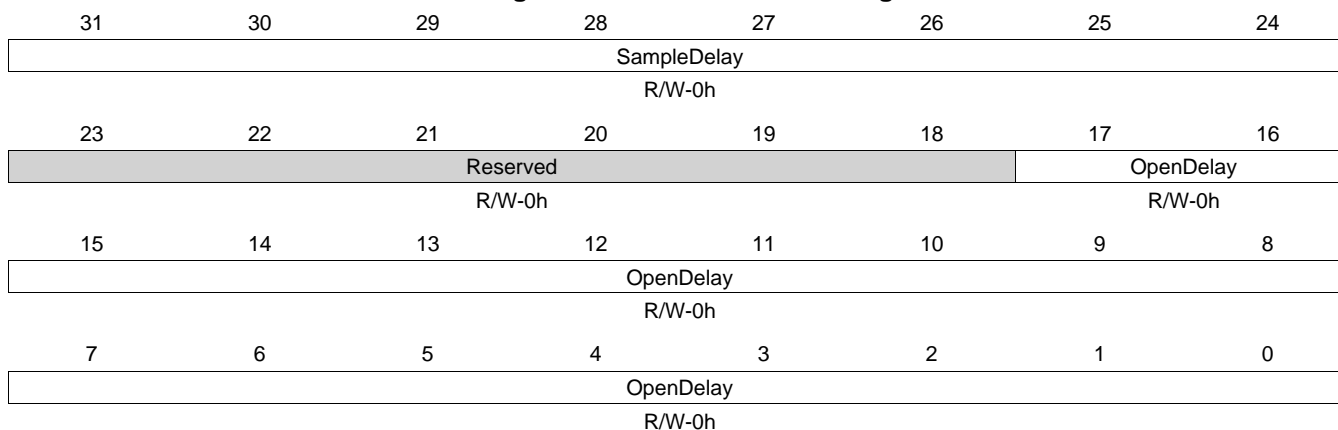 31 30 29 28 27 26 25 24
SampleDelay
R/W-0h
23 22 21 20 19 18 17 16
Reserved OpenDelay
R/W-0h R/W-0h
15 14 13 12 11 10 9 8
OpenDelay
R/W-0h
7 6 5 4 3 2 1 0
OpenDelay
R/W-0h